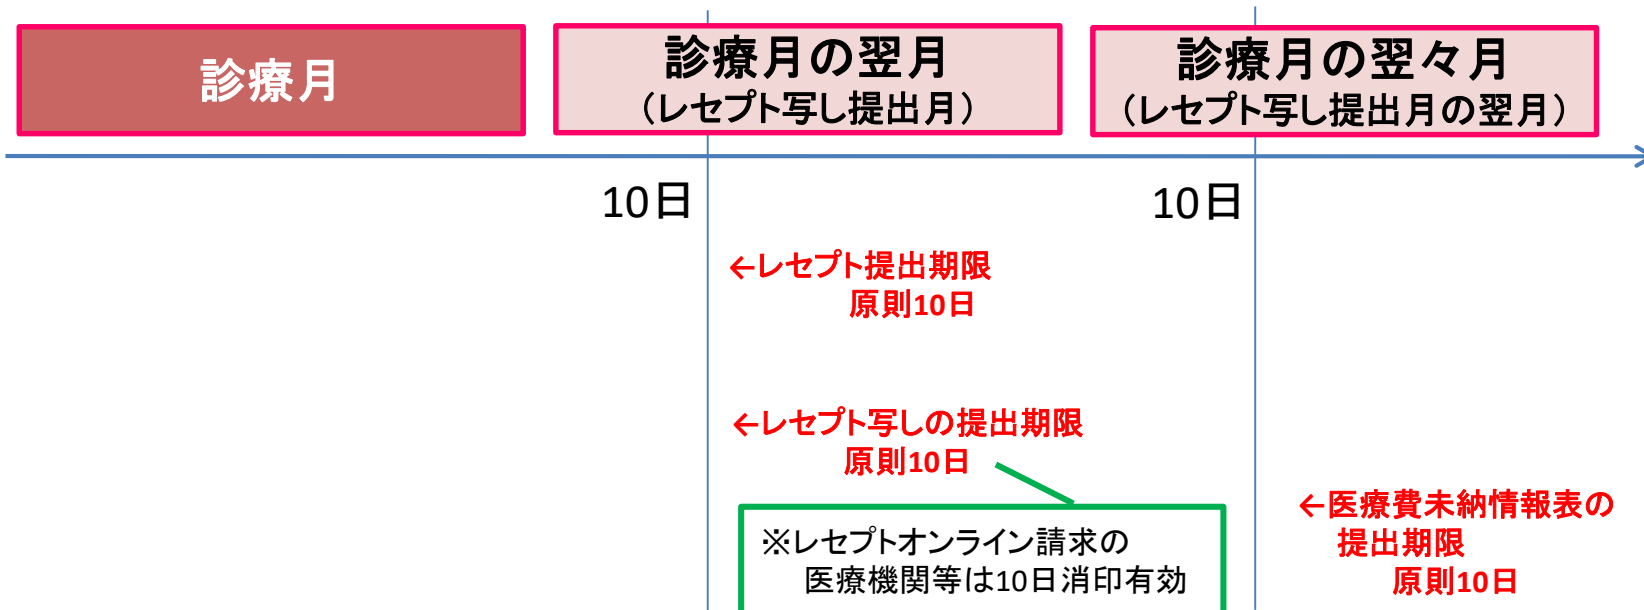 診療月
診療月の翌月
（レセプト写し提出月）
診療月の翌々月
（レセプト写し提出月の翌月）
10日
10日
←レセプト提出期限
原則10日
←レセプト写しの提出期限
原則10日
※レセプトオンライン請求の
医療機関等は10日消印有効
←医療費未納情報表の
提出期限
原則10日